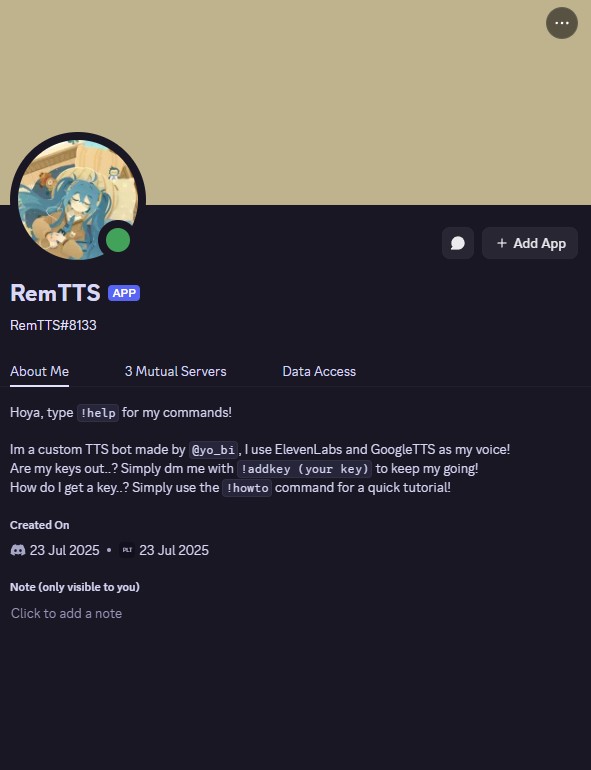 + Add App
RemTTS APP
RemTTS#8133
About Me 3 Mutual Servers Data Access
Hoya, type !help for my commands!
Im a custom TTS bot made by @yo_bi, I use ElevenLabs and GoogleTTS as my voice!
Are my keys out..? Simply dm me with !addkey (your key) to keep my going!
How do I get a key..? Simply use the !howto command for a quick tutorial!
Created On
23 Jul 2025 • PLT 23 Jul 2025
Note (only visible to you)
Click to add a note